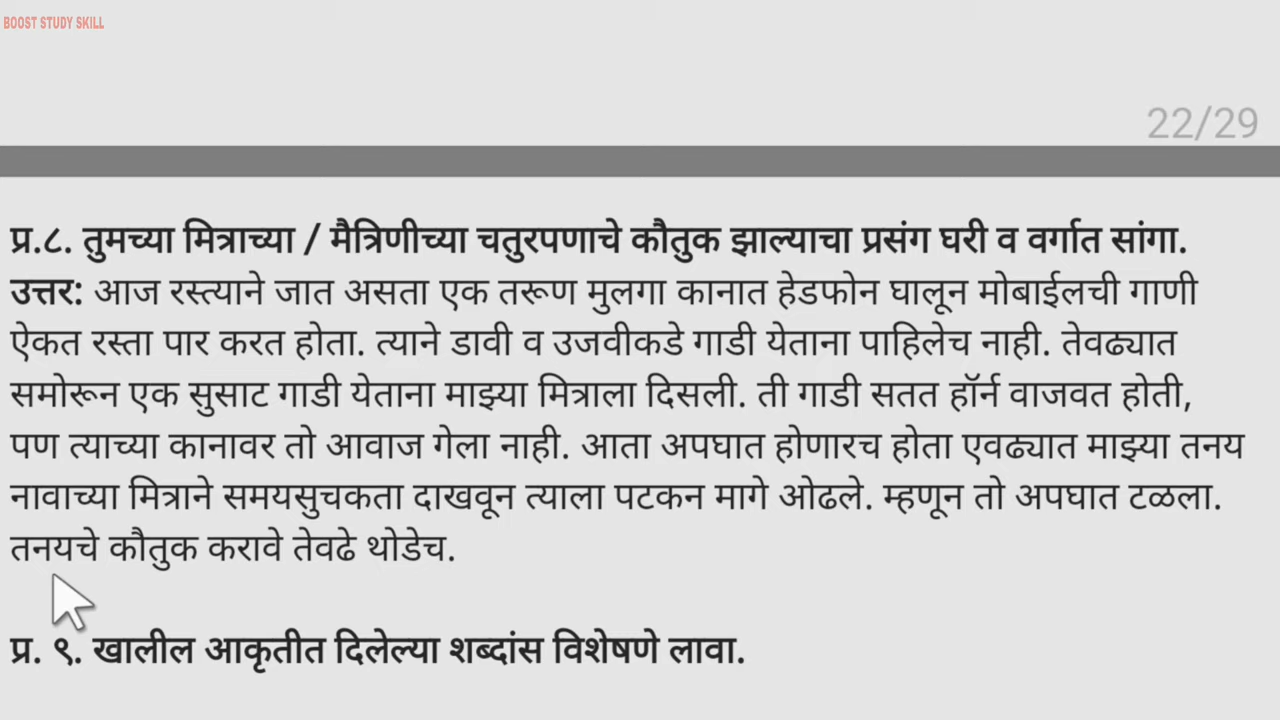 BOOST STUDY SKILL
22/29
प्र.८. तुमच्या मित्राच्या / मैत्रिणीच्या चतुरपणाचे कौतुक झाल्याचा प्रसंग घरी व वर्गात सांगा.
उत्तर: आज रस्त्याने जात असता एक तरूण मुलगा कानात हेडफोन घालून मोबाईलची गाणी
ऐकत रस्ता पार करत होता. त्याने डावी व उजवीकडे गाडी येताना पाहिलेच नाही. तेवढ्यात
समोरून एक सुसाट गाडी येताना माझ्या मित्राला दिसली. ती गाडी सतत हॉर्न वाजवत होती,
पण त्याच्या कानावर तो आवाज गेला नाही. आता अपघात होणारच होता एवढ्यात माझ्या तनय
नावाच्या मित्राने समयसुचकता दाखवून त्याला पटकन मागे ओढले. म्हणून तो अपघात टळला.
तनयचे कौतुक करावे तेवढे थोडेच.
प्र. ९. खालील आकृतीत दिलेल्या शब्दांस विशेषणे लावा.